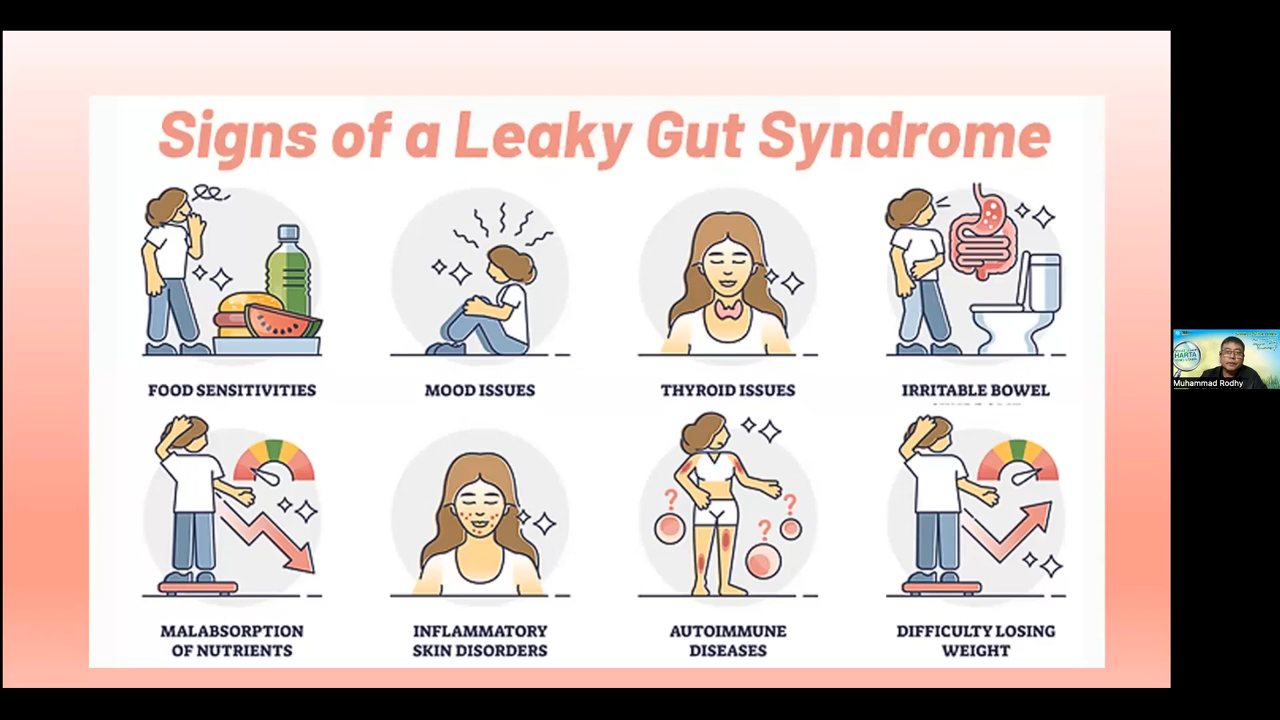 Signs of a Leaky Gut Syndrome
FOOD SENSITIVITIES
MOOD ISSUES
THYROID ISSUES
IRRITABLE BOWEL
MALABSORPTION
OF NUTRIENTS
INFLAMMATORY
SKIN DISORDERS
AUTOIMMUNE
DISEASES
DIFFICULTY LOSING
WEIGHT
?
?
?
HARTA
Muhammad Rodhy